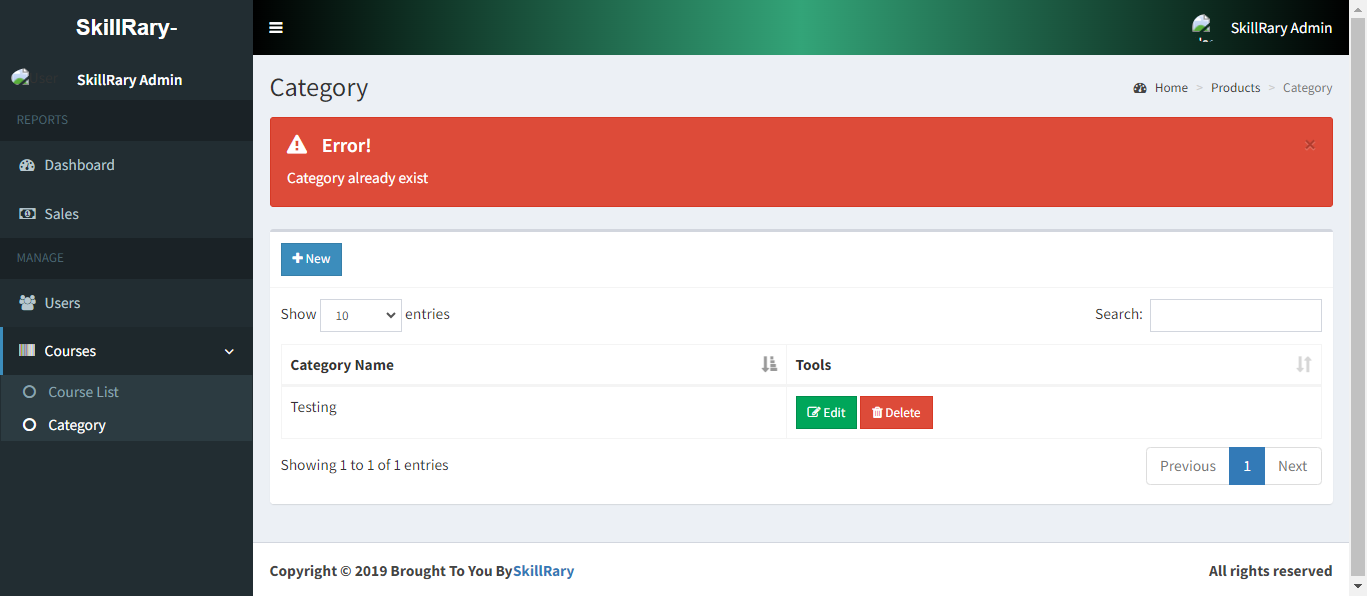 SkillRary-
SkillRary Admin
SkillRary Admin
REPORTS
Dashboard
Sales
MANAGE
Users
Courses
Course List
Category
Category
Home > Products > Category
Error!
×
Category already exist
New
Show 10 entries
Search:
Category Name
Tools
Testing
Edit
Delete
Showing 1 to 1 of 1 entries
Previous 1 Next
Copyright © 2019 Brought To You BySkillRary
All rights reserved